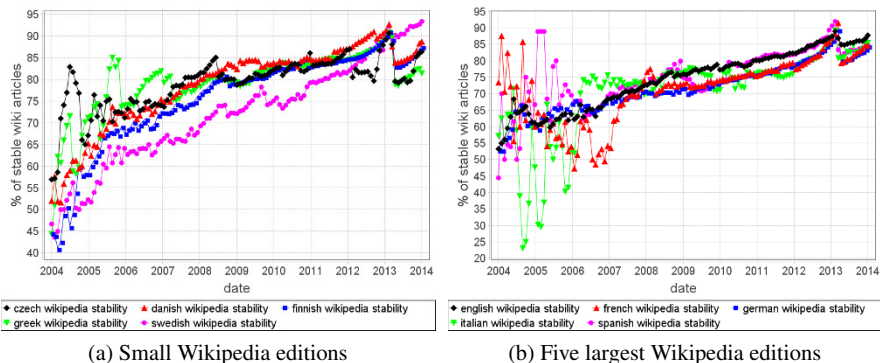 95
90
85
80
75
70
65
60
55
50
45
40
% of stable wiki articles
2004 2005 2006 2007 2008 2009 2010 2011 2012 2013 2014
date
czech wikipedia stability danish wikipedia stability finnish wikipedia stability
greek wikipedia stability swedish wikipedia stability
(a) Small Wikipedia editions
95
90
85
80
75
70
65
60
55
50
45
40
35
30
25
20
% of stable wiki articles
2004 2005 2006 2007 2008 2009 2010 2011 2012 2013 2014
date
english wikipedia stability french wikipedia stability german wikipedia stability
italian wikipedia stability spanish wikipedia stability
(b) Five largest Wikipedia editions